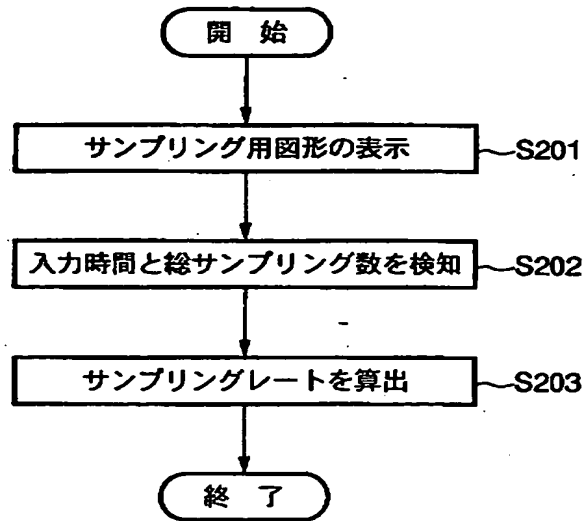 開 始
サンプリング用図形の表示 S201
入力時間と総サンプリング数を検知 S202
サンプリングレートを算出 S203
終 了